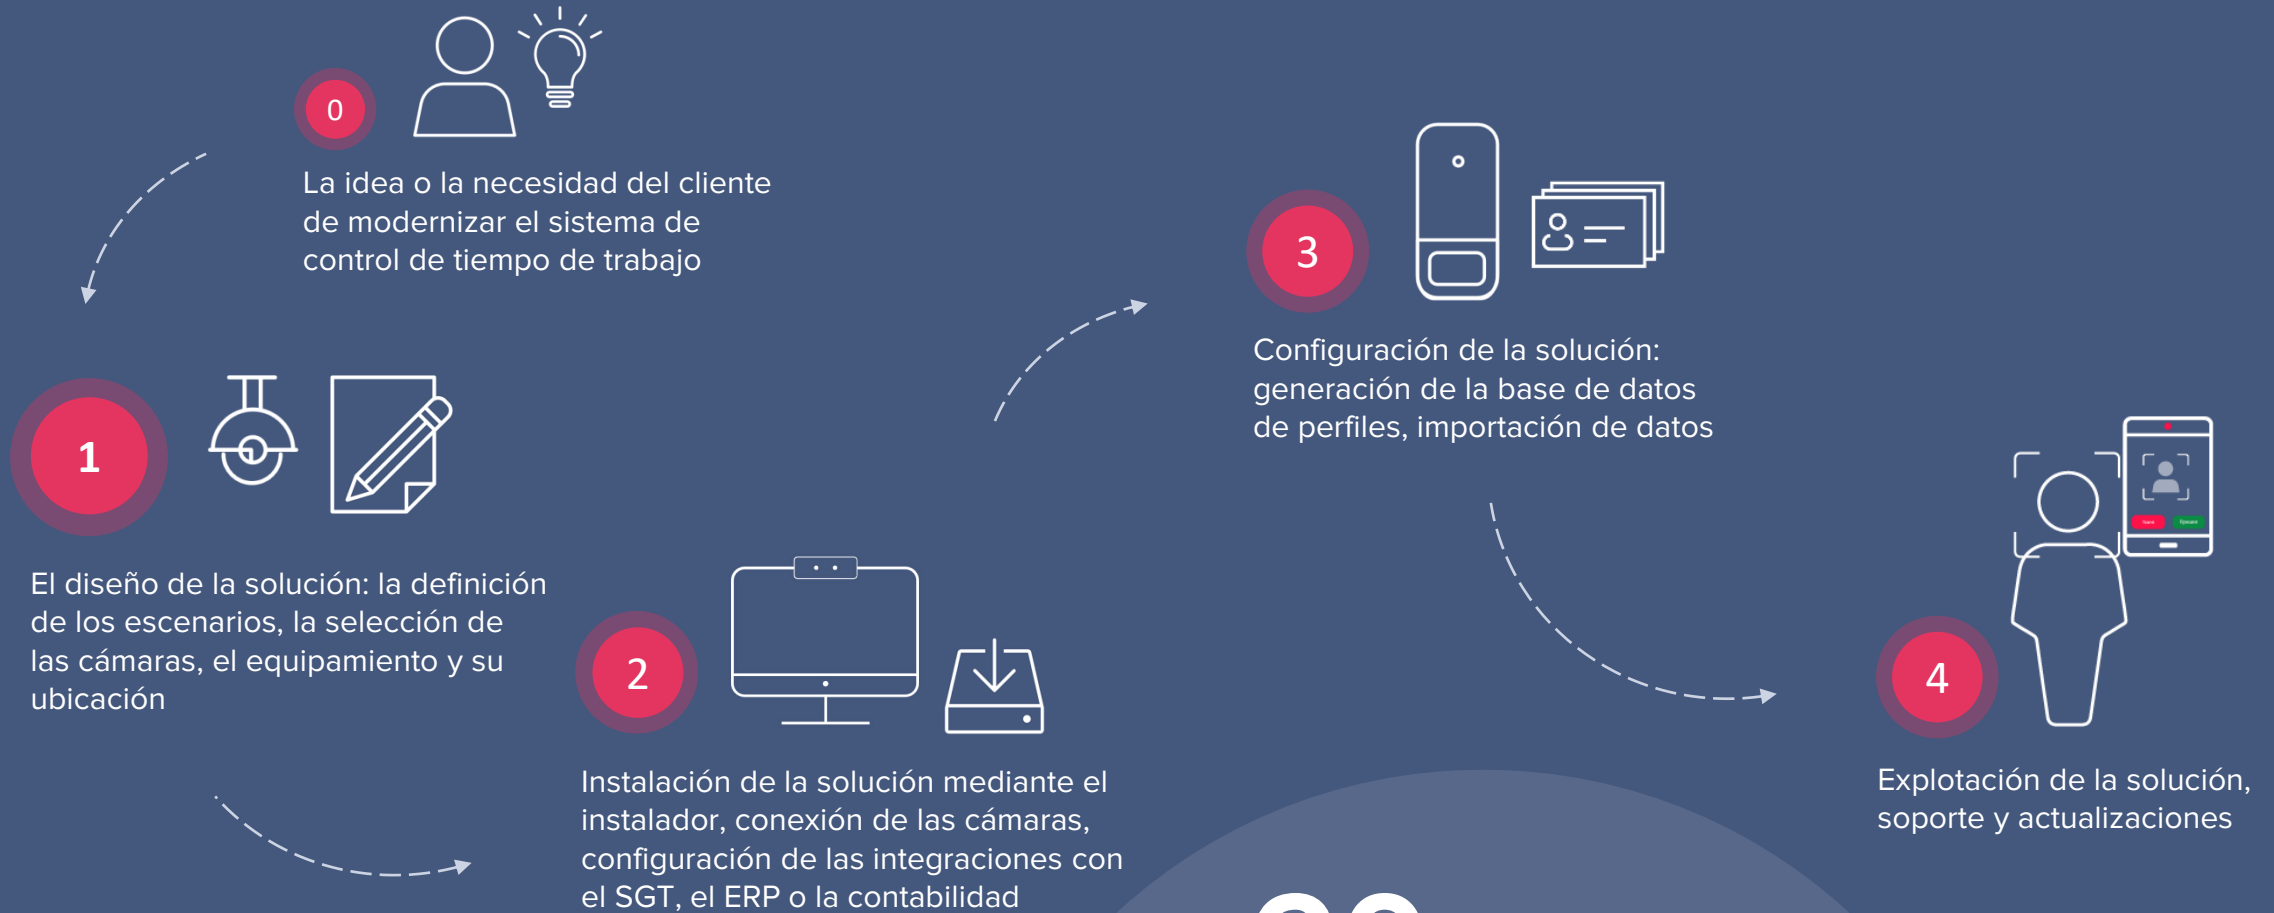 0
La idea o la necesidad del cliente
de modernizar el sistema de
control de tiempo de trabajo
1
El diseño de la solución: la definición
de los escenarios, la selección de
las cámaras, el equipamiento y su
ubicación
2
Instalación de la solución mediante el
instalador, conexión de las cámaras,
configuración de las integraciones con
el SGT, el ERP o la contabilidad
3
Configuración de la solución:
generación de la base de datos
de perfiles, importación de datos
4
Explotación de la solución,
soporte y actualizaciones